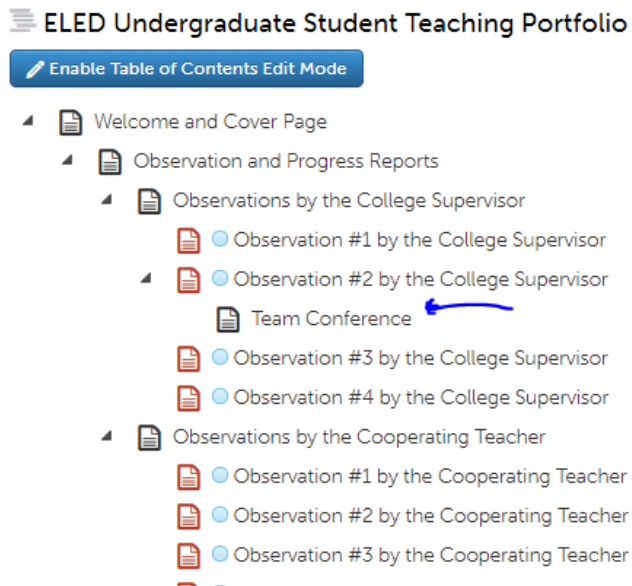 ELED Undergraduate Student Teaching Portfolio
Enable Table of Contents Edit Mode
Welcome and Cover Page
Observation and Progress Reports
Observations by the College Supervisor
Observation #1 by the College Supervisor
Observation #2 by the College Supervisor
Team Conference
Observation #3 by the College Supervisor
Observation #4 by the College Supervisor
Observations by the Cooperating Teacher
Observation #1 by the Cooperating Teacher
Observation #2 by the Cooperating Teacher
Observation #3 by the Cooperating Teacher